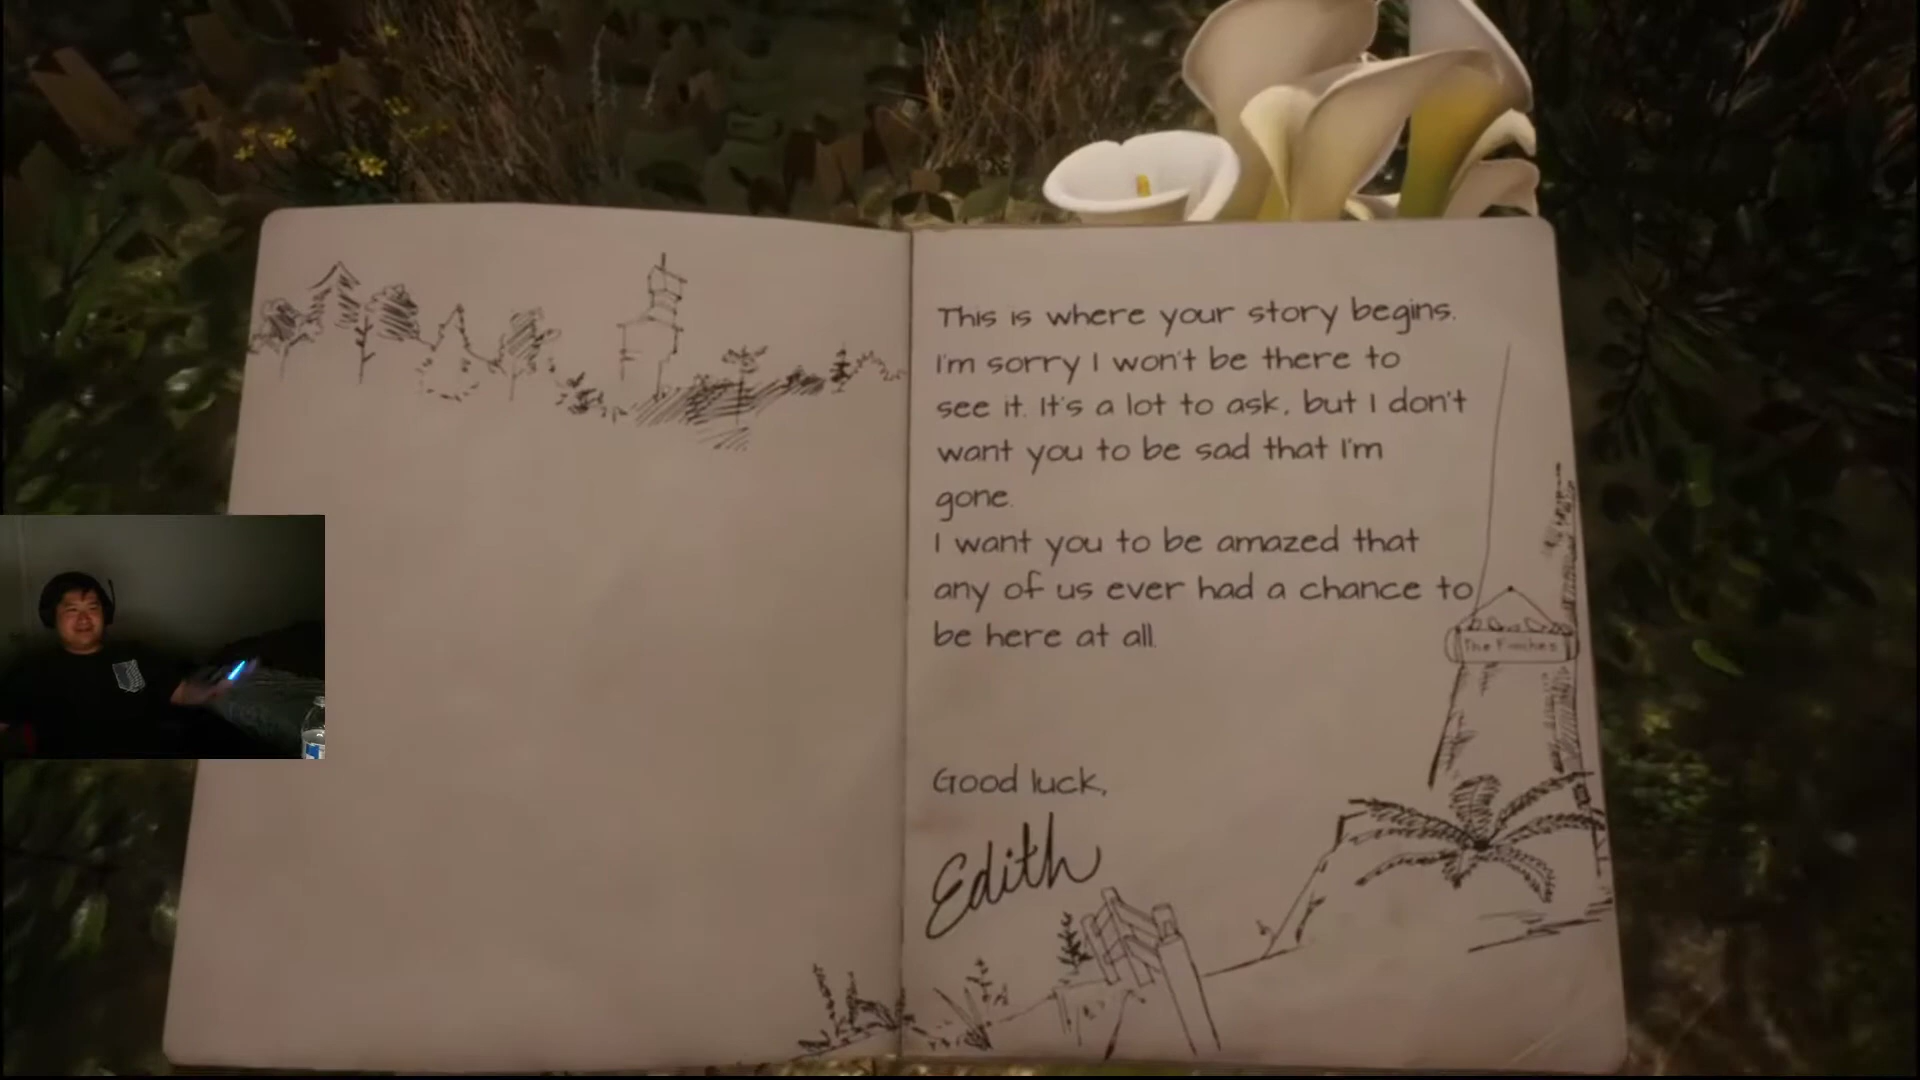 This is where your story begins.
I'm sorry I won't be there to
see it. It's a lot to ask, but I don't
want you to be sad that I'm
gone.
I want you to be amazed that
any of us ever had a chance to
be here at all.
The Finches
Good luck,
Edith